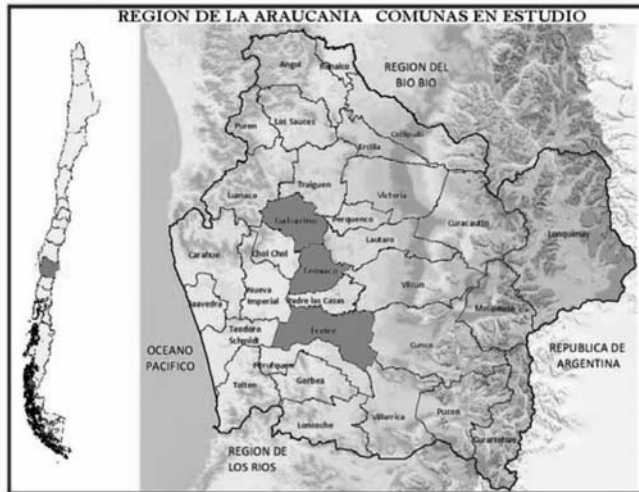 REGION DE LA ARAUCANIA COMUNAS EN ESTUDIO
REGION DEL
BIO BIO
Angol
Renaico
Los Sauces
Collipulli
Puren
Ercilla
Traiguen
Victoria
Lumaco
Galvarino
Perquenco
Curacautin
Lonquimay
Lautaro
Carahue
Chol Chol
Temuco
Vilcun
Melipeuco
Nueva
Imperial
Padre las Casas
Saavedra
Teodoro
Schmidt
Freire
Cunco
OCEANO
PACIFICO
REPUBLICA DE
ARGENTINA
Pitrufquen
Gorbea
Tolten
Villarrica
Pucon
Loncoche
Curarrehue
REGION DE
LOS RIOS